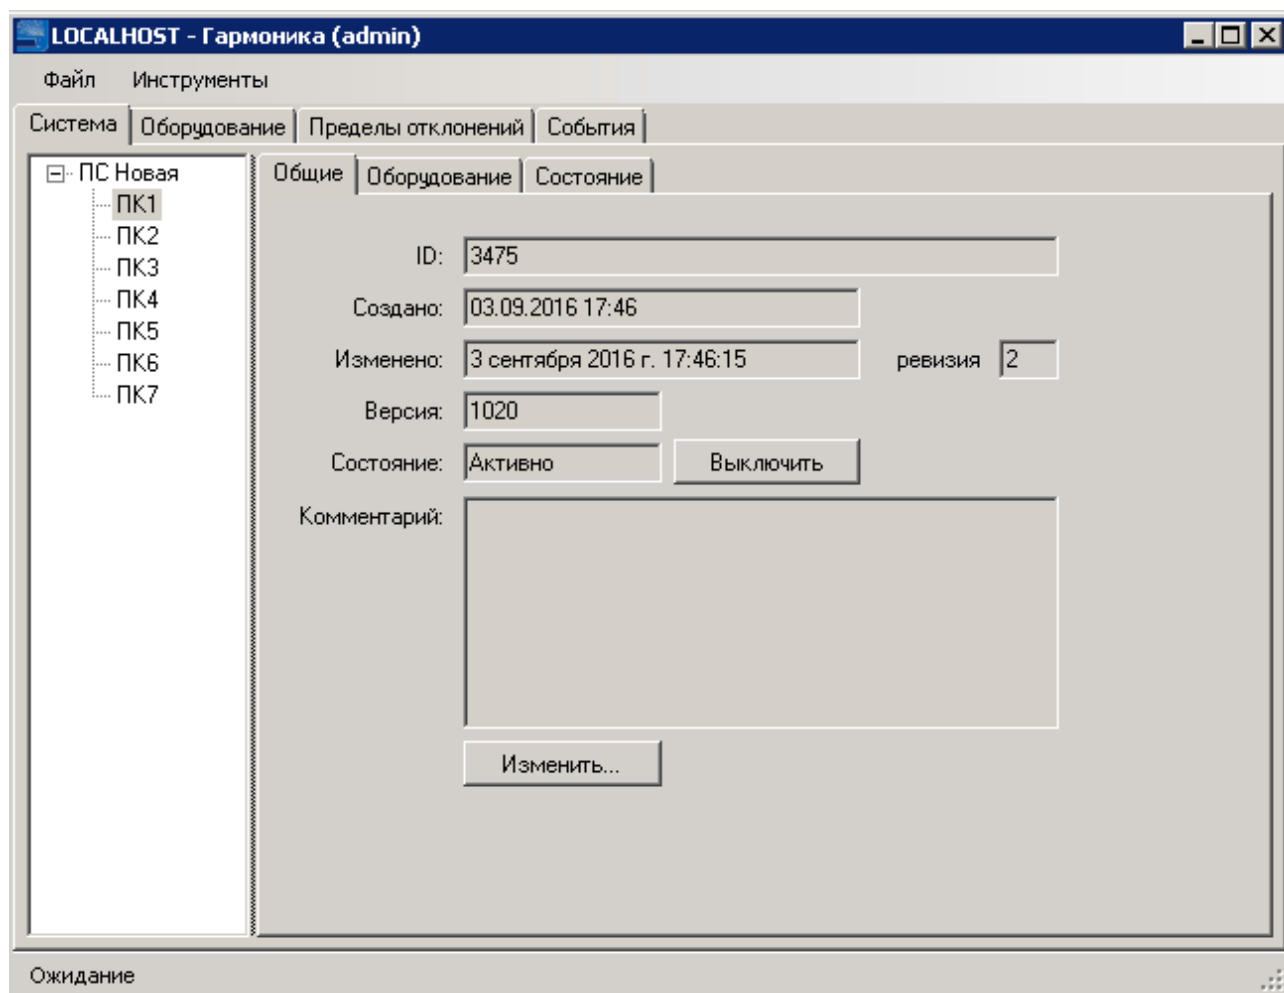 LOCALHOST - Гармоника (admin)
Файл Инструменты
Система Оборудование Пределы отклонений События
ПС Новая
ПК1
ПК2
ПК3
ПК4
ПК5
ПК6
ПК7
Общие Оборудование Состояние
ID: 3475
Создано: 03.09.2016 17:46
Изменено: 3 сентября 2016 г. 17:46:15 ревизия 2
Версия: 1020
Состояние: Активно Выключить
Комментарий:
Изменить...
Ожидание